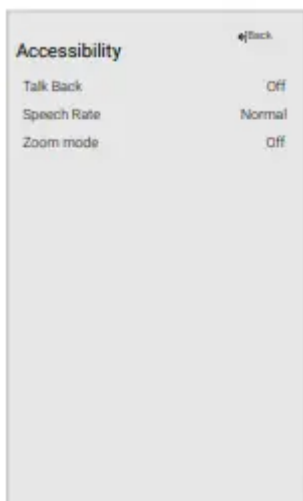 Back
Accessibility
Talk Back Off
Speech Rate Normal
Zoom mode Off